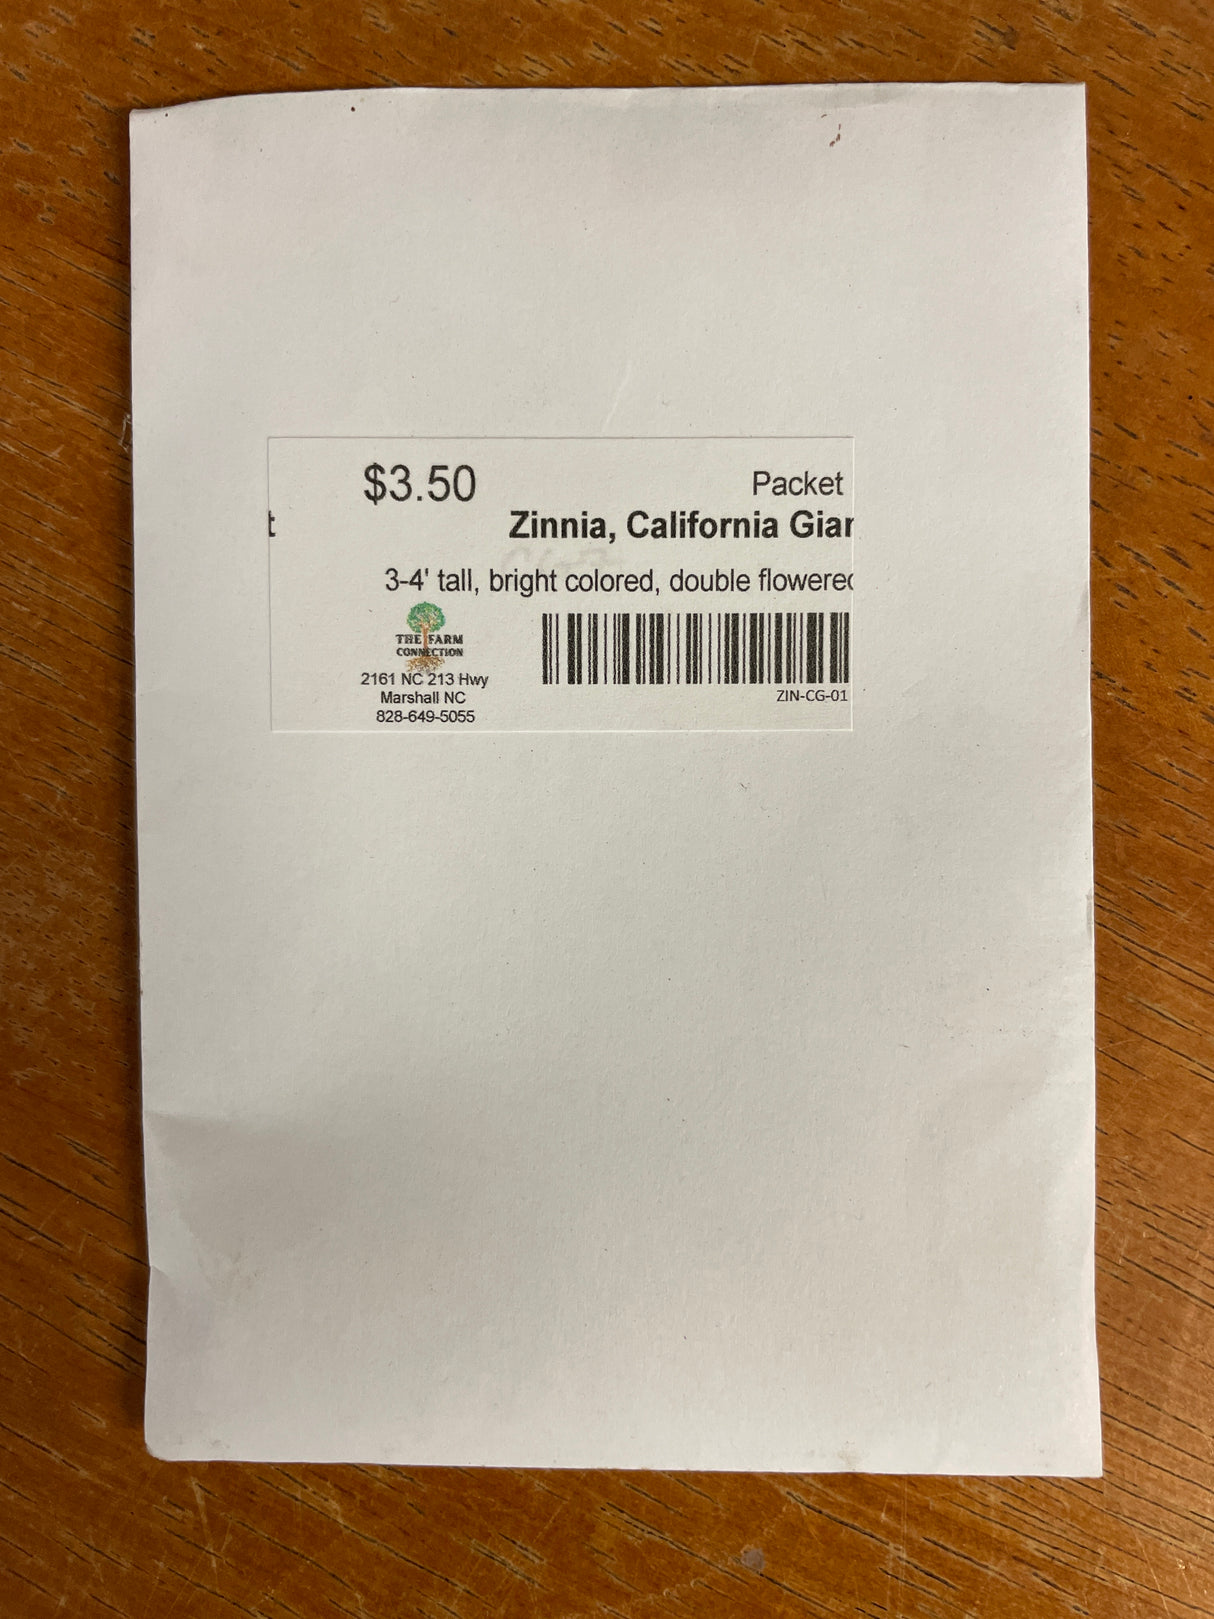 $3.50
Packet
t
Zinnia, California Gian
3-4' tall, bright colored, double flowered
THE FARM
CONNECTION
2161 NC 213 Hwy
Marshall NC
828-649-5055
ZIN-CG-01